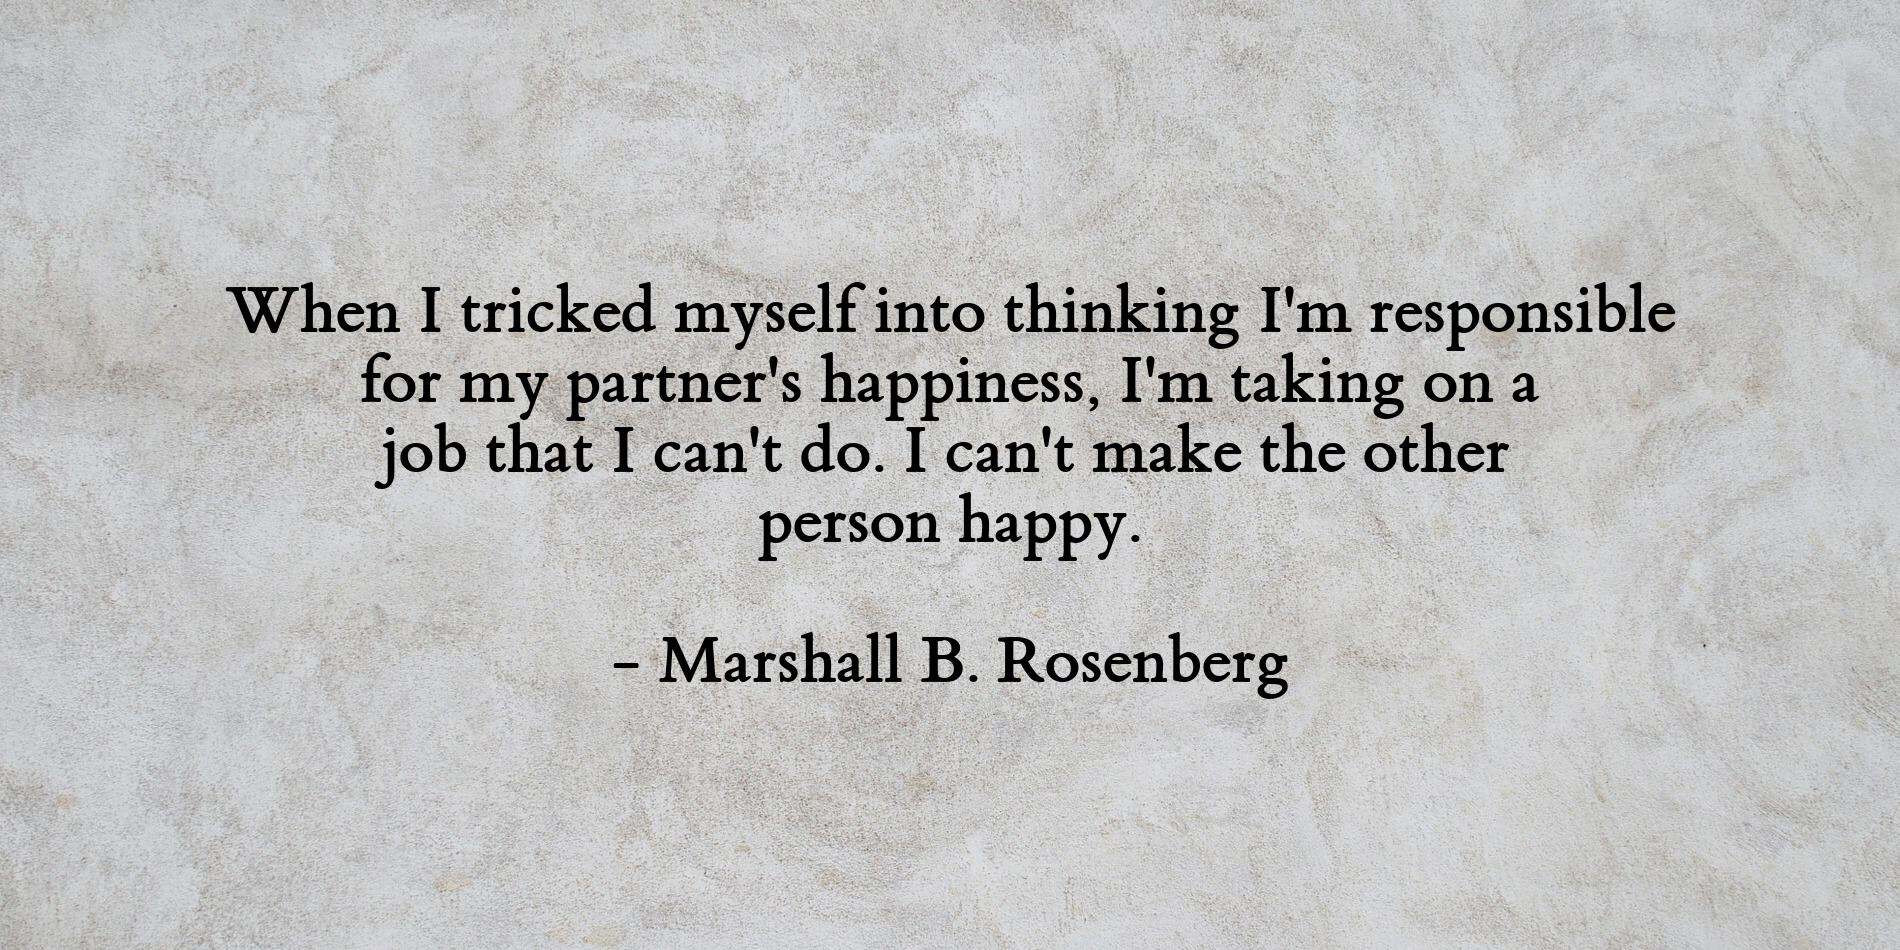 When I tricked myself into thinking I'm responsible
for my partner's happiness, I'm taking on a
job that I can't do. I can't make the other
person happy.
– Marshall B. Rosenberg